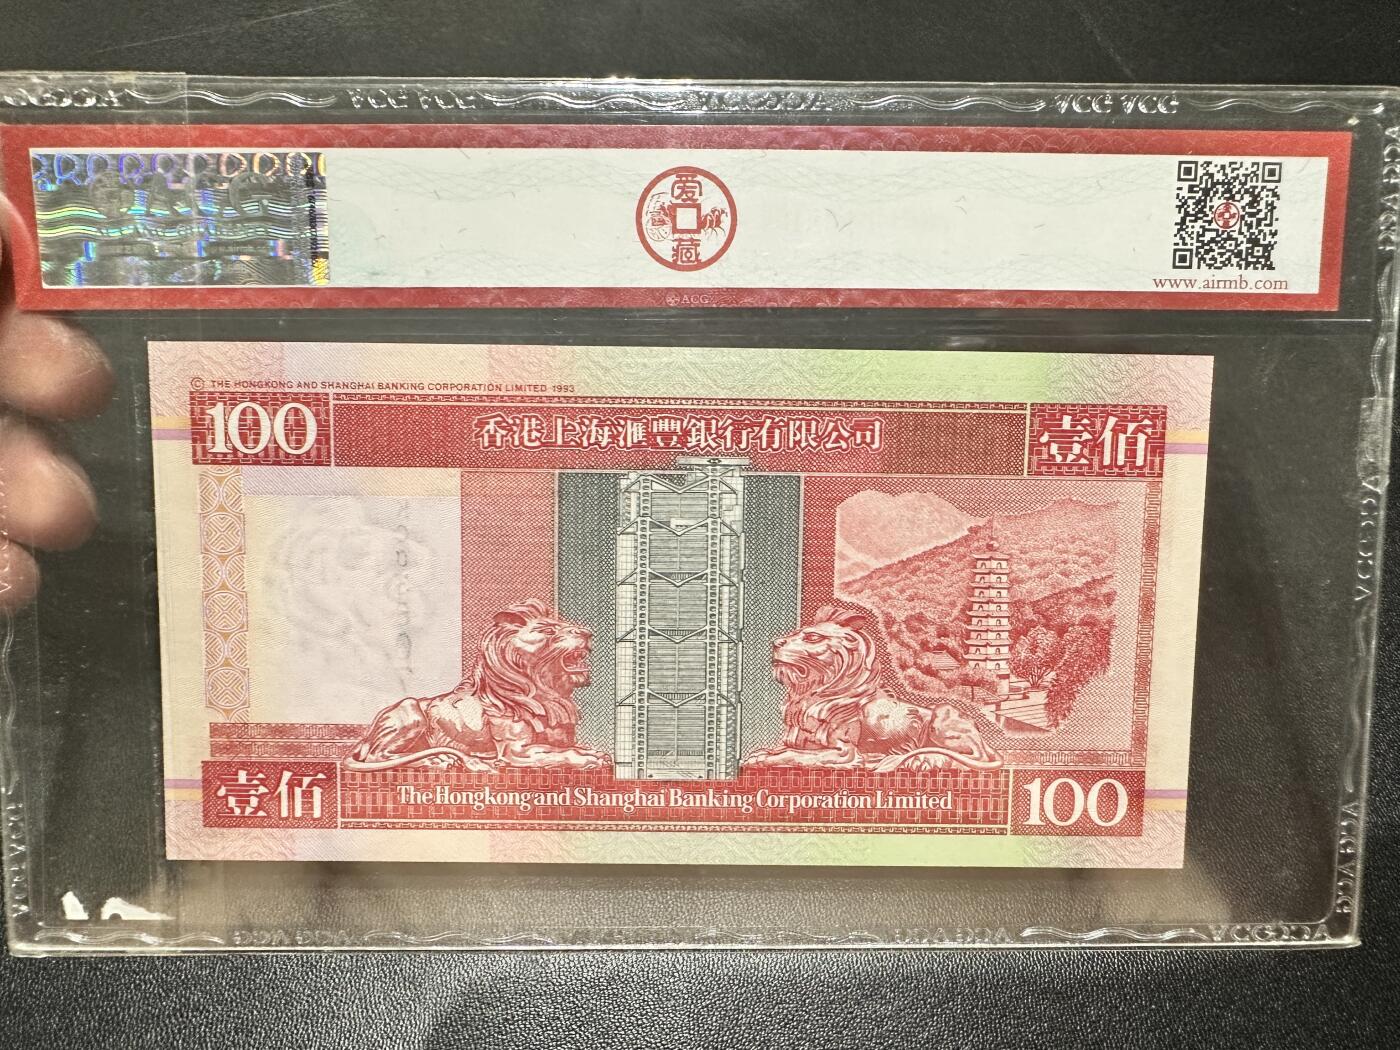 ACG ACG
爱
藏
www.airmb.com
ACG
© THE HONGKONG AND SHANGHAI BANKING CORPORATION LIMITED 1993
100
香港上海滙豐銀行有限公司
壹佰
壹佰
The Hongkong and Shanghai Banking Corporation Limited
100